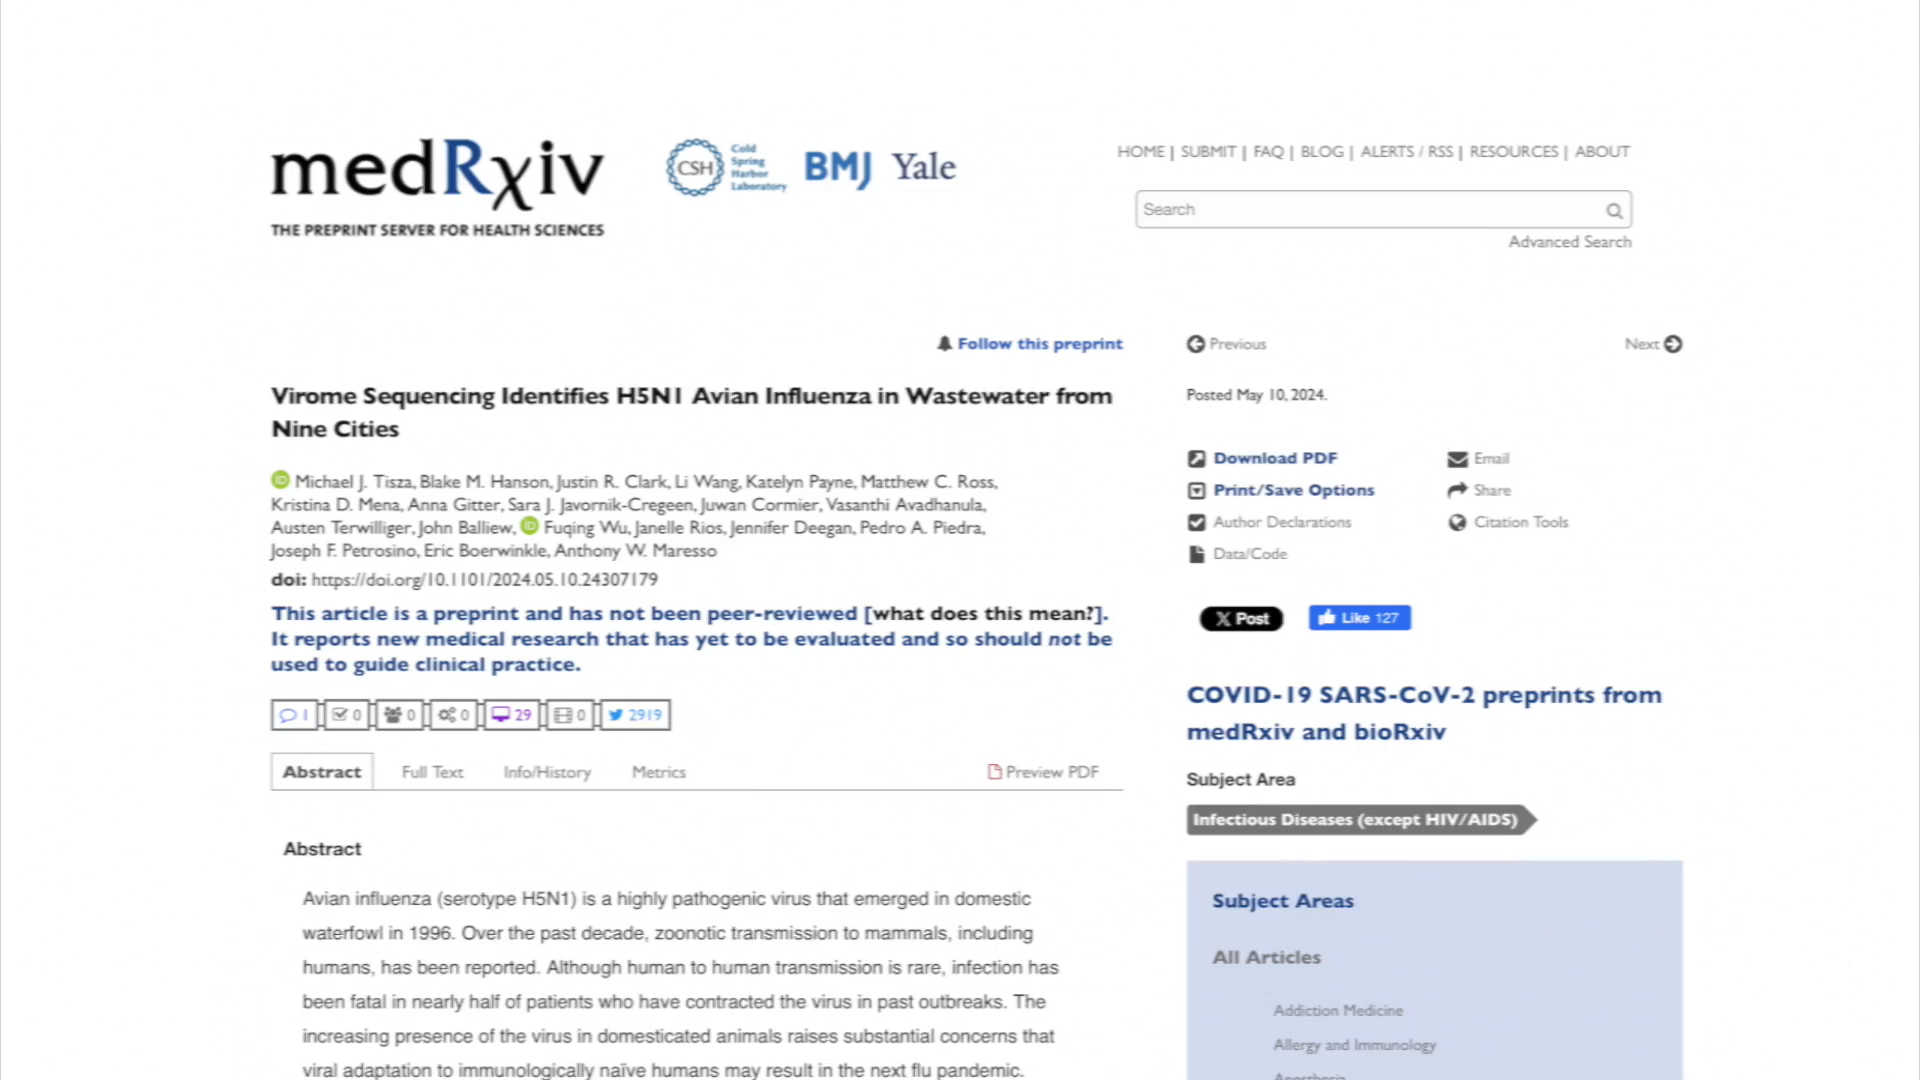 medRxiv
THE PREPRINT SERVER FOR HEALTH SCIENCES
CSH
Cold
Spring
Harbor
Laboratory
BMJ
Yale
HOME | SUBMIT | FAQ | BLOG | ALERTS / RSS | RESOURCES | ABOUT
Search
Advanced Search
Follow this preprint
Virome Sequencing Identifies H5N1 Avian Influenza in Wastewater from
Nine Cities
iD Michael J. Tisza, Blake M. Hanson, Justin R. Clark, Li Wang, Katelyn Payne, Matthew C. Ross,
Kristina D. Mena, Anna Gitter, Sara J. Javornik-Cregeen, Juwan Cormier, Vasanthi Avadhanula,
Austen Terwilliger, John Balliew, iD Fuqing Wu, Janelle Rios, Jennifer Deegan, Pedro A. Piedra,
Joseph F. Petrosino, Eric Boerwinkle, Anthony W. Maresso
doi: https://doi.org/10.1101/2024.05.10.24307179
This article is a preprint and has not been peer-reviewed [what does this mean?].
It reports new medical research that has yet to be evaluated and so should not be
used to guide clinical practice.
1 0 0 0 29 0 2919
Abstract Full Text Info/History Metrics Preview PDF
Abstract
Avian influenza (serotype H5N1) is a highly pathogenic virus that emerged in domestic
waterfowl in 1996. Over the past decade, zoonotic transmission to mammals, including
humans, has been reported. Although human to human transmission is rare, infection has
been fatal in nearly half of patients who have contracted the virus in past outbreaks. The
increasing presence of the virus in domesticated animals raises substantial concerns that
viral adaptation to immunologically naïve humans may result in the next flu pandemic.
Previous Next
Posted May 10, 2024.
Download PDF Email
Print/Save Options Share
Author Declarations Citation Tools
Data/Code
X Post Like 127
COVID-19 SARS-CoV-2 preprints from
medRxiv and bioRxiv
Subject Area
Infectious Diseases (except HIV/AIDS)
Subject Areas
All Articles
Addiction Medicine
Allergy and Immunology